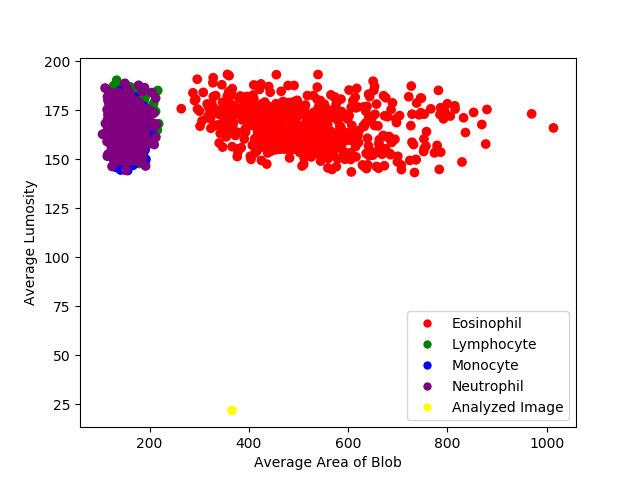 200
175
150
125
100
75
50
25
Average Lumosity
200 400 600 800 1000
Average Area of Blob
Eosinophil
Lymphocyte
Monocyte
Neutrophil
Analyzed Image